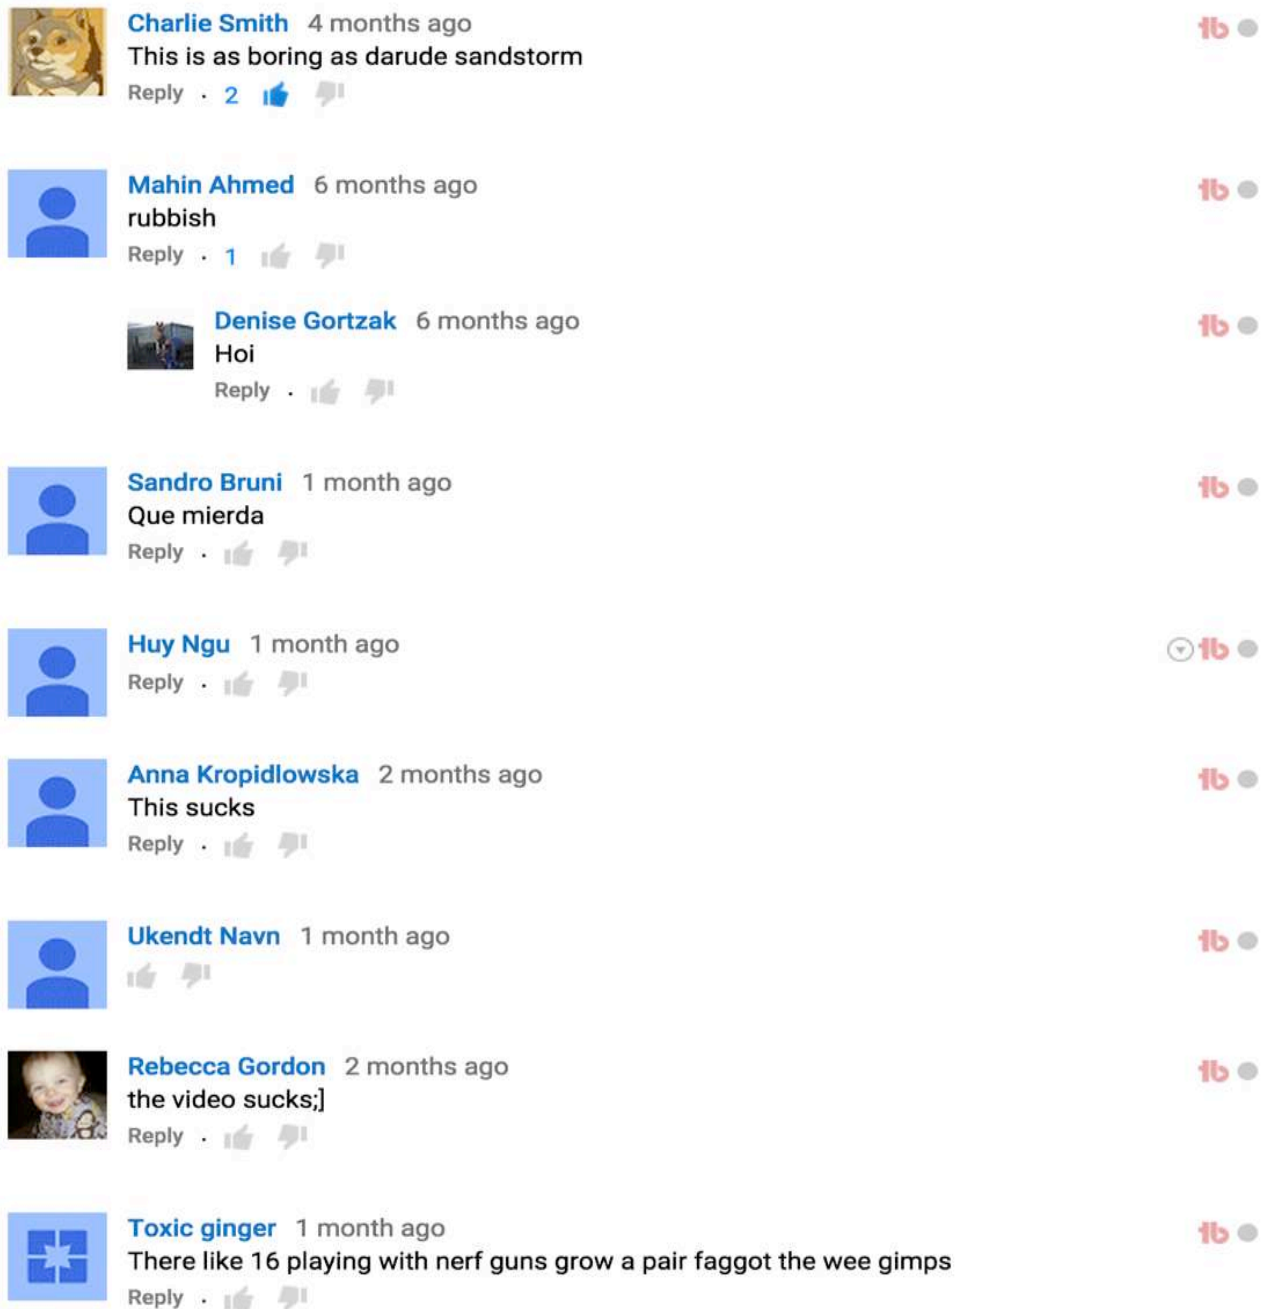 Charlie Smith 4 months ago
This is as boring as darude sandstorm
Reply · 2
Mahin Ahmed 6 months ago
rubbish
Reply · 1
Denise Gortzak 6 months ago
Hoi
Reply ·
Sandro Bruni 1 month ago
Que mierda
Reply ·
Huy Ngu 1 month ago
Reply ·
Anna Kropidlowska 2 months ago
This sucks
Reply ·
Ukendt Navn 1 month ago
Rebecca Gordon 2 months ago
the video sucks;]
Reply ·
Toxic ginger 1 month ago
There like 16 playing with nerf guns grow a pair faggot the wee gimps
Reply ·